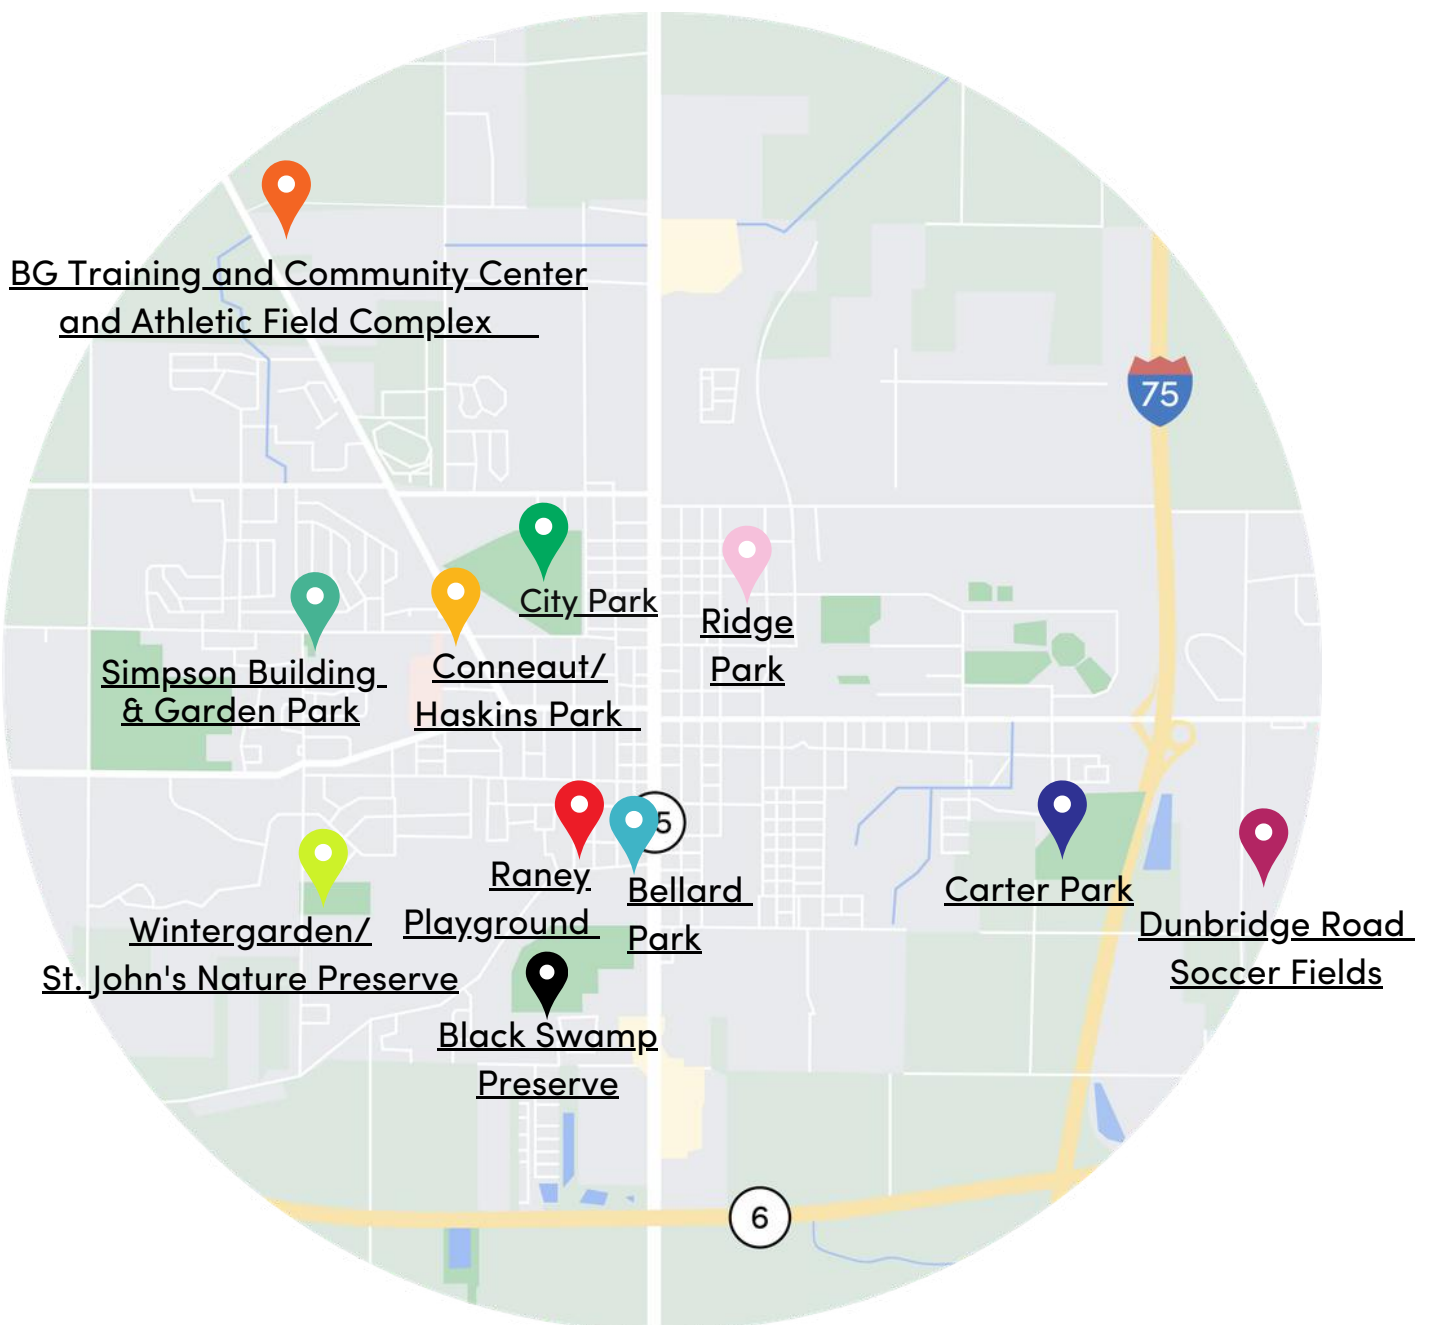 BG Training and Community Center
and Athletic Field Complex
75
City Park
Ridge
Park
Simpson Building
& Garden Park
Conneaut/
Haskins Park
5
Raney
Playground
Bellard
Park
Carter Park
Wintergarden/
St. John's Nature Preserve
Dunbridge Road
Soccer Fields
Black Swamp
Preserve
6